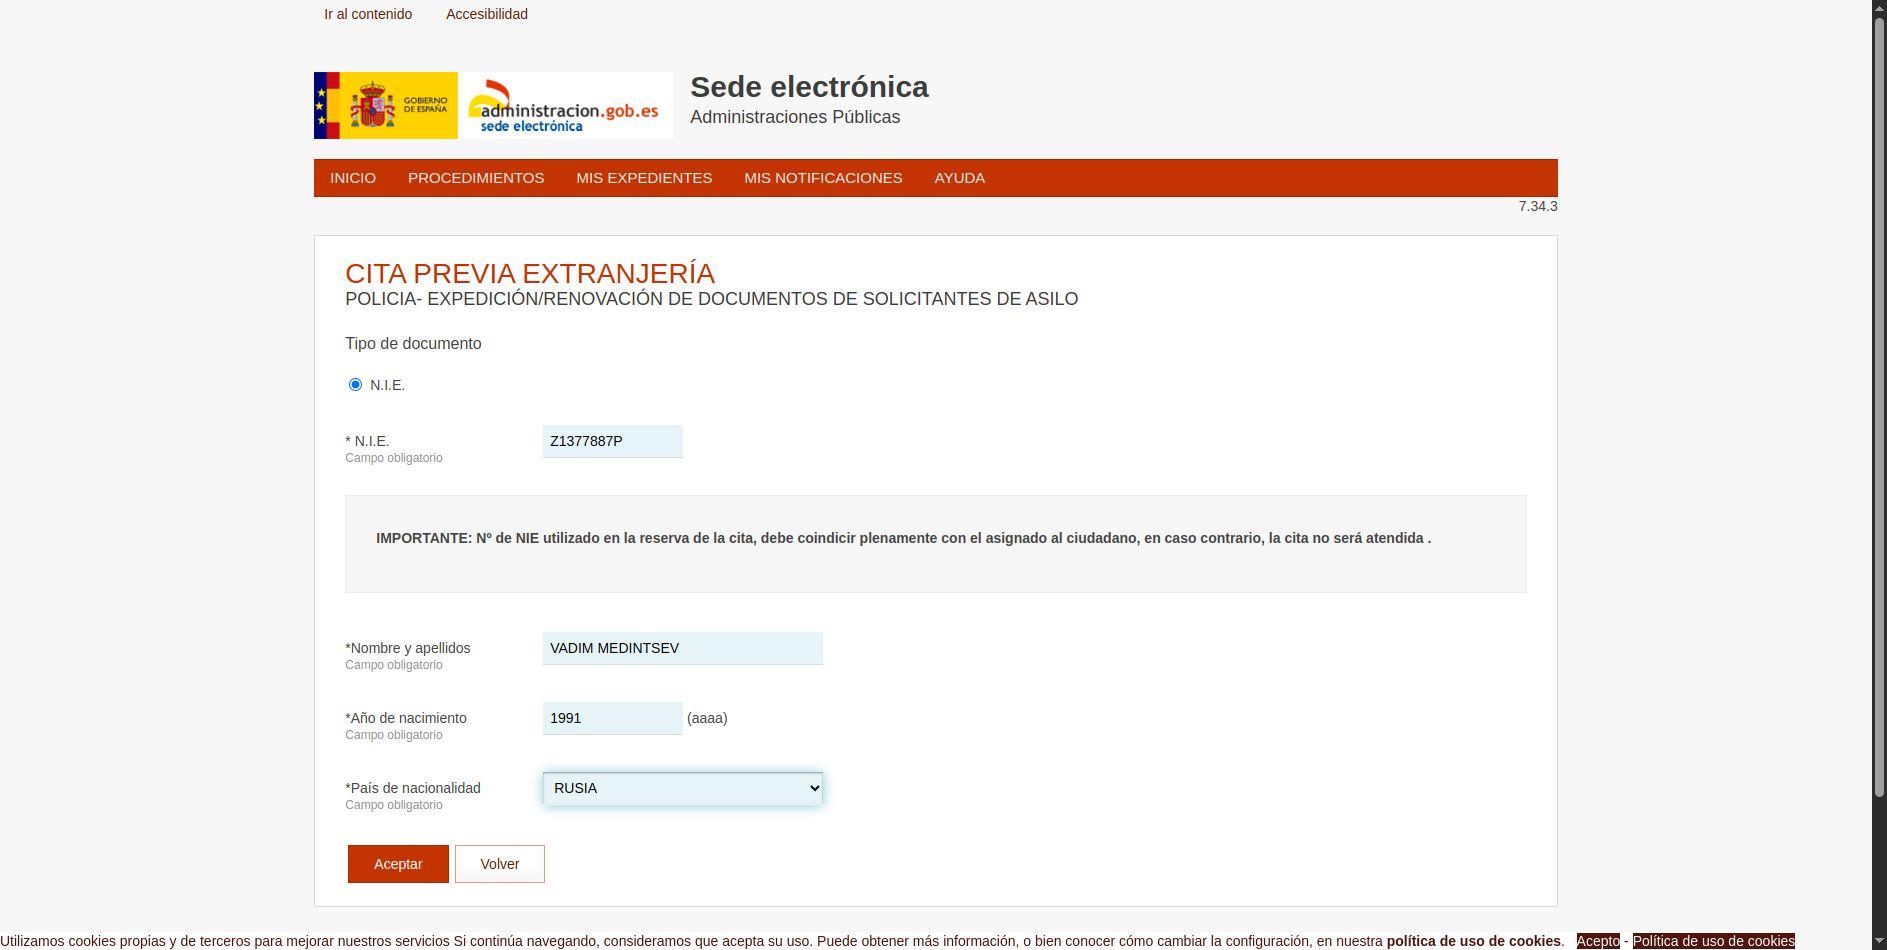 Ir al contenido Accesibilidad
GOBIERNO
DE ESPAÑA
administracion.gob.es
sede electrónica
Sede electrónica
Administraciones Públicas
INICIO PROCEDIMIENTOS MIS EXPEDIENTES MIS NOTIFICACIONES AYUDA
7.34.3
CITA PREVIA EXTRANJERÍA
POLICIA- EXPEDICIÓN/RENOVACIÓN DE DOCUMENTOS DE SOLICITANTES DE ASILO
Tipo de documento
N.I.E.
* N.I.E. Z1377887P
Campo obligatorio
IMPORTANTE: Nº de NIE utilizado en la reserva de la cita, debe coindicir plenamente con el asignado al ciudadano, en caso contrario, la cita no será atendida .
*Nombre y apellidos VADIM MEDINTSEV
Campo obligatorio
*Año de nacimiento 1991 (aaaa)
Campo obligatorio
*País de nacionalidad RUSIA
Campo obligatorio
Aceptar Volver
Utilizamos cookies propias y de terceros para mejorar nuestros servicios Si continúa navegando, consideramos que acepta su uso. Puede obtener más información, o bien conocer cómo cambiar la configuración, en nuestra política de uso de cookies. Acepto - Política de uso de cookies